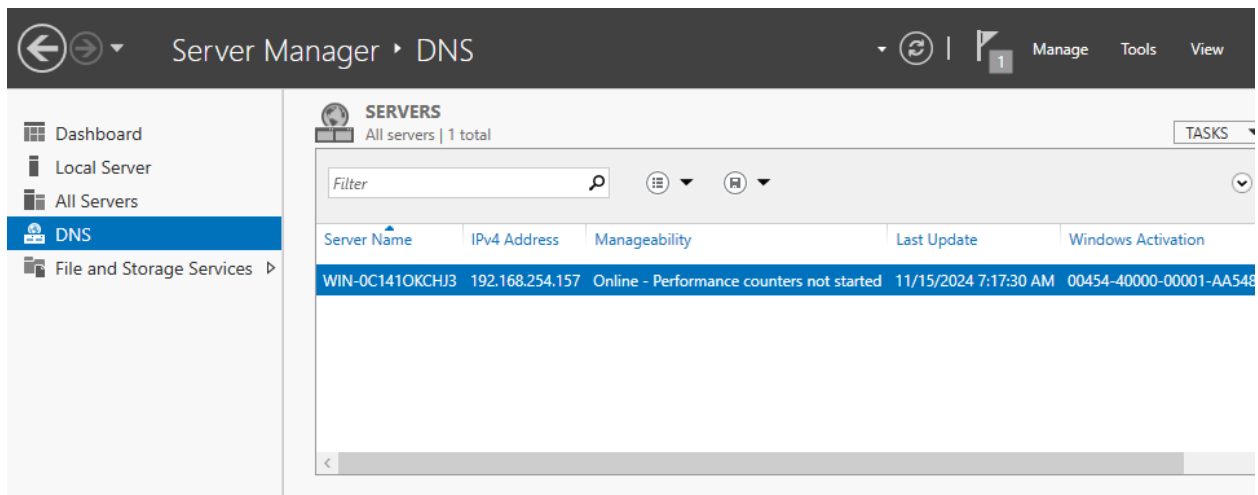 Server Manager ‣ DNS
1
Manage Tools View
Dashboard
Local Server
All Servers
DNS
File and Storage Services
SERVERS
All servers | 1 total
TASKS
Filter
Server Name IPv4 Address Manageability Last Update Windows Activation
WIN-0C141OKCHJ3 192.168.254.157 Online - Performance counters not started 11/15/2024 7:17:30 AM 00454-40000-00001-AA548